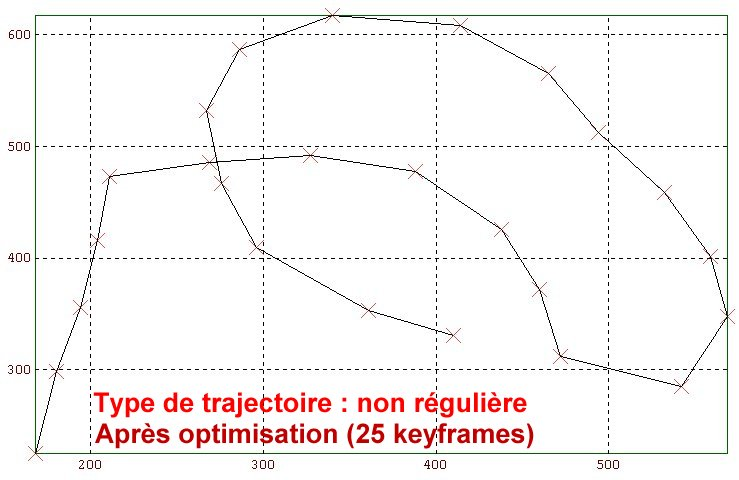 600
500
400
300
Type de trajectoire : non régulière
Après optimisation (25 keyframes)
200 300 400 500